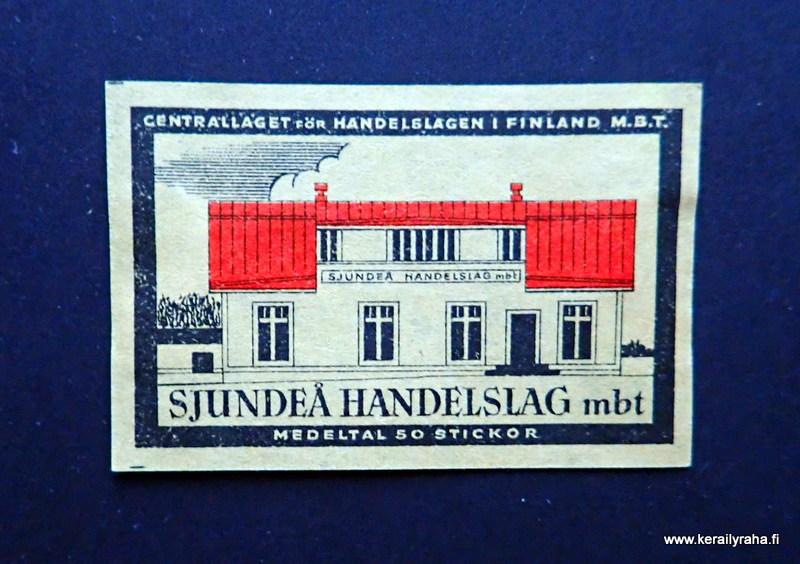 CENTRALLAGET FÖR HANDELSLAGEN I FINLAND M.B.T.
SJUNDEÅ HANDELSLAG mbt
SJUNDEÅ HANDELSLAG mbt
MEDELTAL 50 STICKOR
www.kerailyraha.fi